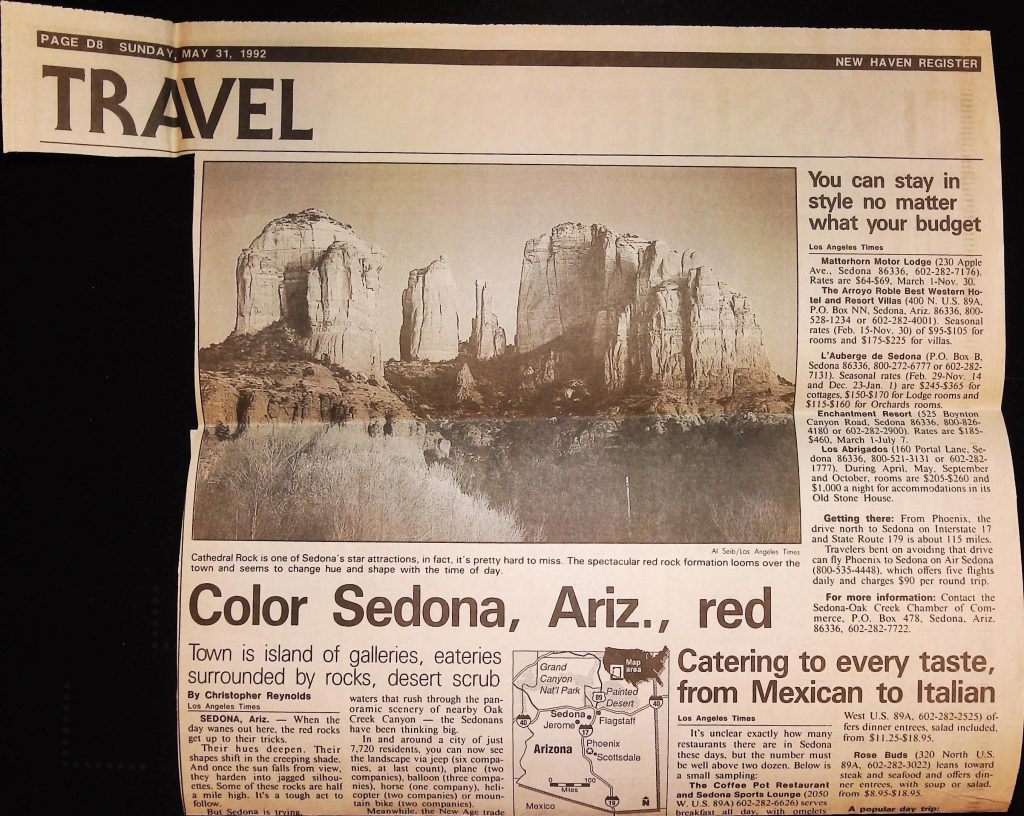 PAGE D8 SUNDAY, MAY 31, 1992
NEW HAVEN REGISTER
TRAVEL
Al Seib/Los Angeles Times
Cathedral Rock is one of Sedona's star attractions, in fact, it's pretty hard to miss. The spectacular red rock formation looms over the
town and seems to change hue and shape with the time of day.
Color Sedona, Ariz., red
Town is island of galleries, eateries
surrounded by rocks, desert scrub
By Christopher Reynolds
Los Angeles Times
SEDONA, Ariz. — When the
day wanes out here, the red rocks
get up to their tricks.
Their hues deepen. Their
shapes shift in the creeping shade.
And once the sun falls from view,
they harden into jagged silhou-
ettes. Some of these rocks are half
a mile high. It's a tough act to
follow.
But Sedona is trying.
waters that rush through the pan-
oramic scenery of nearby Oak
Creek Canyon — the Sedonans
have been thinking big.
In and around a city of just
7,720 residents, you can now see
the landscape via jeep (six compa-
nies, at last count), plane (two
companies), balloon (three compa-
nies), horse (one company), heli-
copter (two companies) or moun-
tain bike (two companies).
Meanwhile, the New Age trade
Grand
Canyon
Nat'l Park
Map
area
89
Painted
Desert
40
40
Sedona
Jerome
Flagstaff
17
Arizona
Phoenix
Scottsdale
0 100
Miles
Mexico
19
N
You can stay in
style no matter
what your budget
Los Angeles Times
Matterhorn Motor Lodge (230 Apple
Ave., Sedona 86336, 602-282-7176).
Rates are $64-$69, March 1-Nov. 30.
The Arroyo Roble Best Western Ho-
tel and Resort Villas (400 N. U.S. 89A,
P.O. Box NN, Sedona, Ariz. 86336, 800-
528-1234 or 602-282-4001). Seasonal
rates (Feb. 15-Nov. 30) of $95-$105 for
rooms and $175-$225 for villas.
L'Auberge de Sedona (P.O. Box B,
Sedona 86336, 800-272-6777 or 602-282-
7131). Seasonal rates (Feb. 29-Nov. 14
and Dec. 23-Jan. 1) are $245-$365 for
cottages, $150-$170 for Lodge rooms and
$115-$160 for Orchards rooms.
Enchantment Resort (525 Boynton
Canyon Road, Sedona 86336, 800-826-
4180 or 602-282-2900). Rates are $185-
$460, March 1-July 7.
Los Abrigados (160 Portal Lane, Se-
dona 86336, 800-521-3131 or 602-282-
1777). During April, May, September
and October, rooms are $205-$260 and
$1,000 a night for accommodations in its
Old Stone House.
Getting there: From Phoenix, the
drive north to Sedona on Interstate 17
and State Route 179 is about 115 miles.
Travelers bent on avoiding that drive
can fly Phoenix to Sedona on Air Sedona
(800-535-4448), which offers five flights
daily and charges $90 per round trip.
For more information: Contact the
Sedona-Oak Creek Chamber of Com-
merce, P.O. Box 478, Sedona, Ariz.
86336, 602-282-7722.
Catering to every taste,
from Mexican to Italian
Los Angeles Times
It's unclear exactly how many
restaurants there are in Sedona
these days, but the number must
be well above two dozen. Below is
a small sampling:
The Coffee Pot Restaurant
and Sedona Sports Lounge (2050
W. U.S. 89A) 602-282-6626) serves
breakfast all day, with omelets
West U.S. 89A, 602-282-2525) of-
fers dinner entrees, salad included,
from $11.25-$18.95.
Rose Buds (320 North U.S.
89A, 602-282-3022) leans toward
steak and seafood and offers din-
ner entrees, with soup or salad,
from $8.95-$18.95.
A popular day trip: